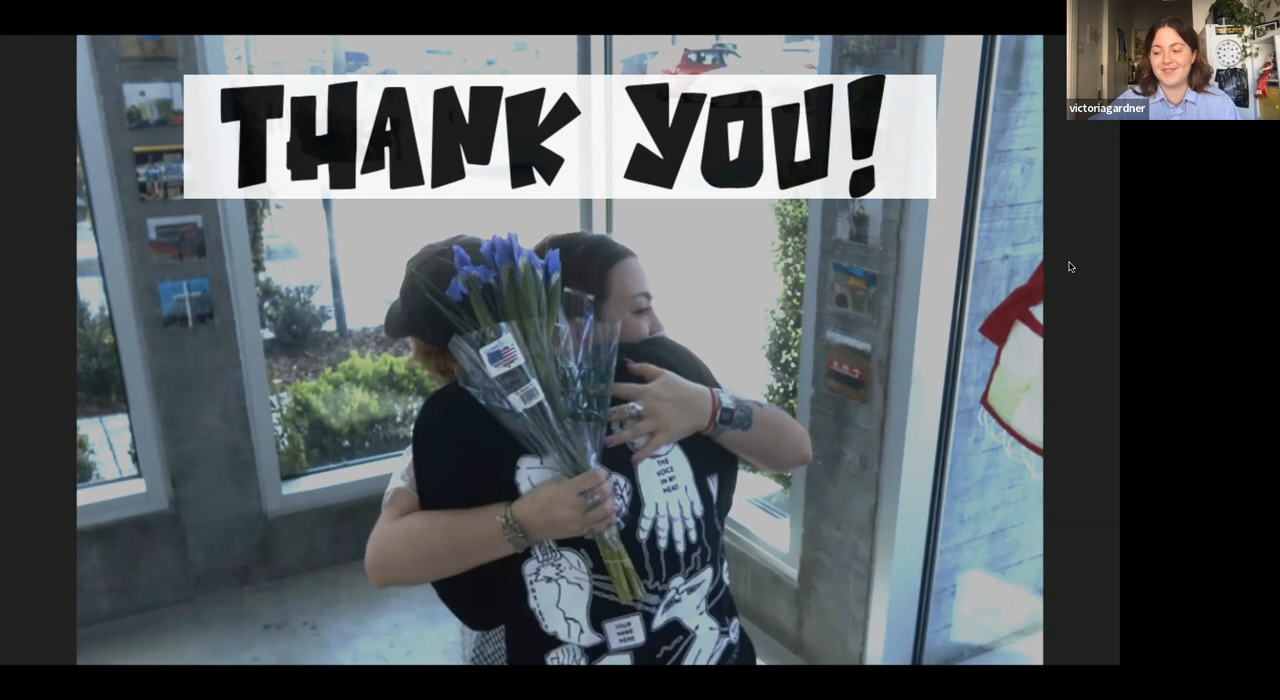 THANK YOU!
victoriagardner
THE
VOICE
IN MY
HEAD
YOUR
NAME
HERE